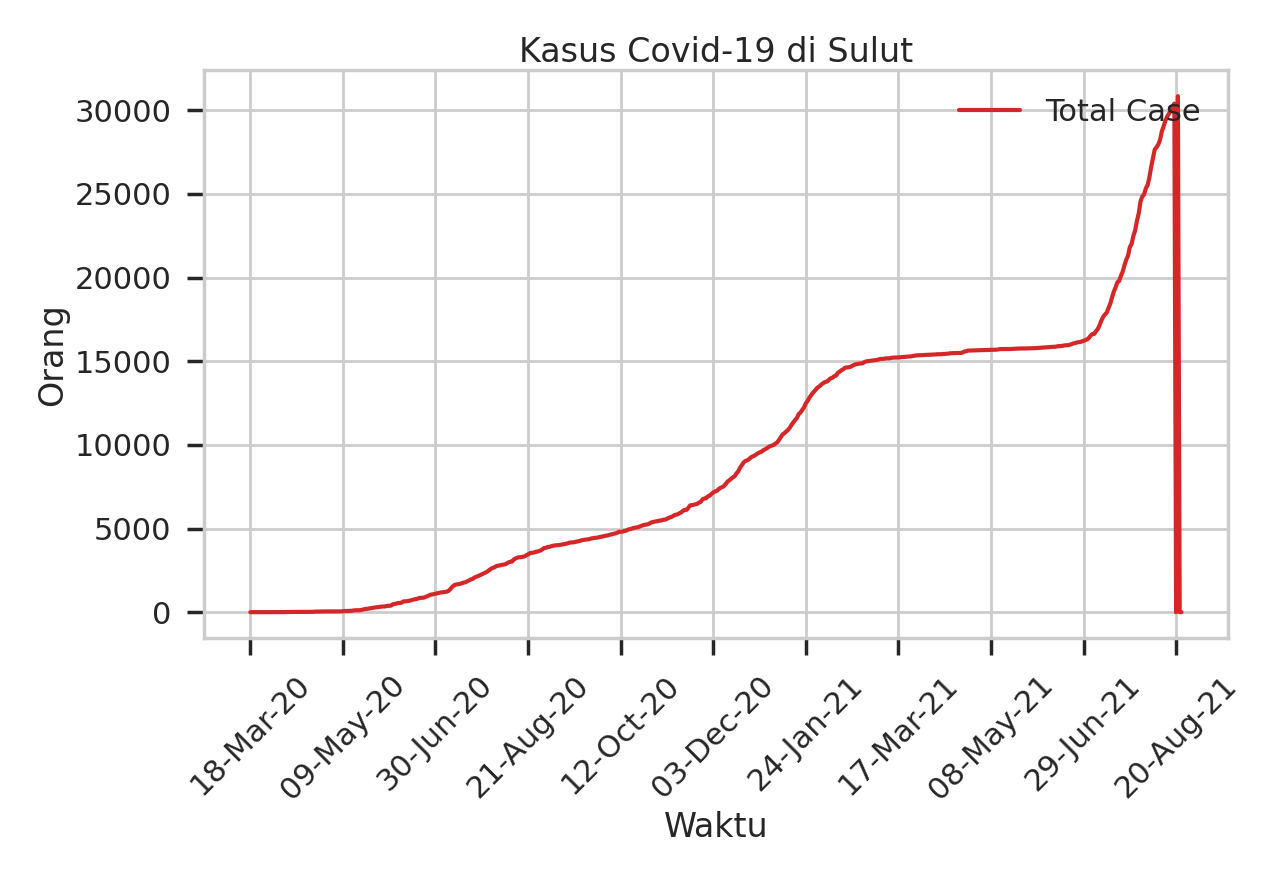 Kasus Covid-19 di Sulut
Total Case
30000
25000
20000
15000
10000
5000
0
Orang
18-Mar-20
09-May-20
30-Jun-20
21-Aug-20
12-Oct-20
03-Dec-20
24-Jan-21
17-Mar-21
08-May-21
29-Jun-21
20-Aug-21
Waktu